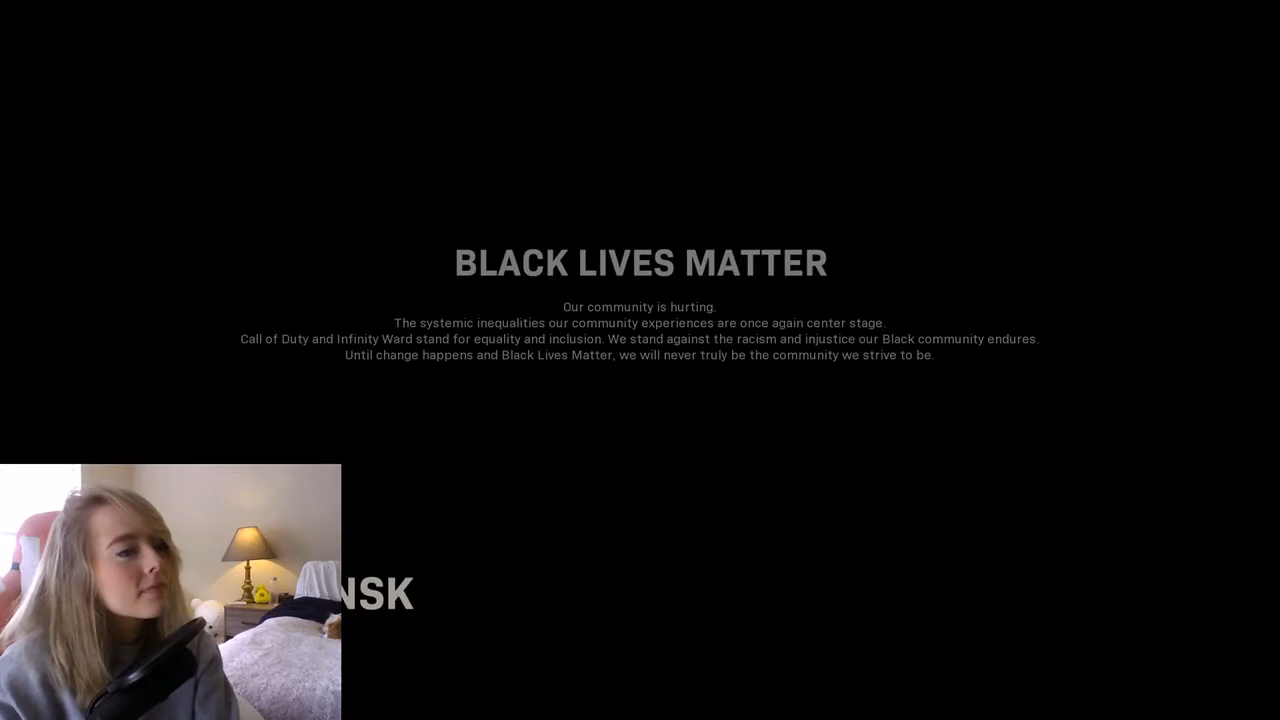 BLACK LIVES MATTER
Our community is hurting.
The systemic inequalities our community experiences are once again center stage.
Call of Duty and Infinity Ward stand for equality and inclusion. We stand against the racism and injustice our Black community endures.
Until change happens and Black Lives Matter, we will never truly be the community we strive to be.
NSK